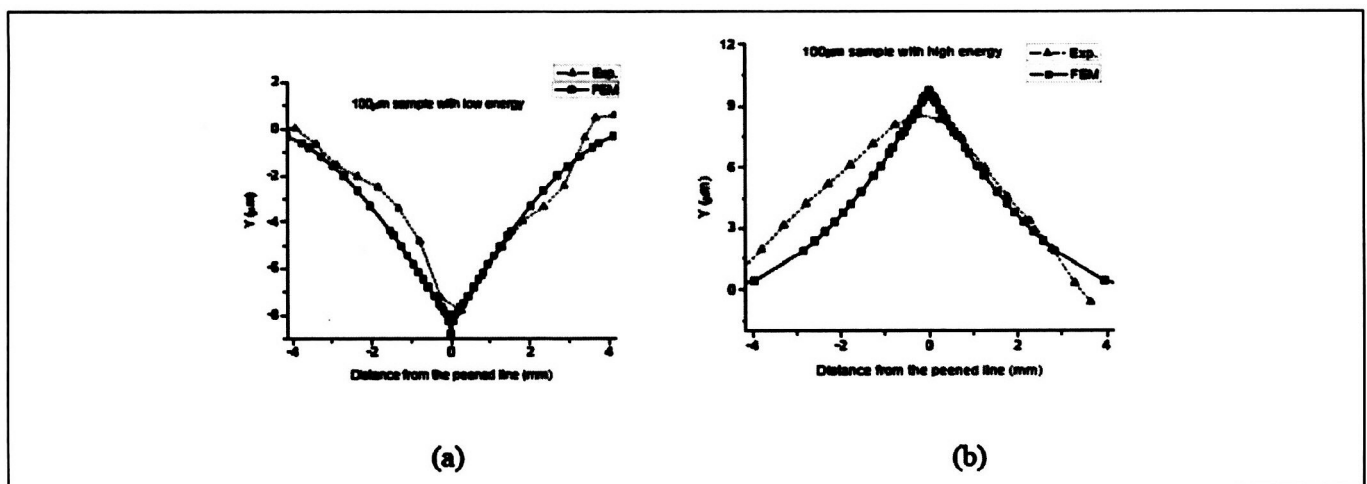 Exp.
FEM
100μm sample with low energy
2
0
-2
-4
-6
-8
Y (μm)
-4 -2 0 2 4
Distance from the peened line (mm)
(a)
100μm sample with high energy
Exp.
FEM
12
9
6
3
0
Y (μm)
-4 -2 0 2 4
Distance from the peened line (mm)
(b)